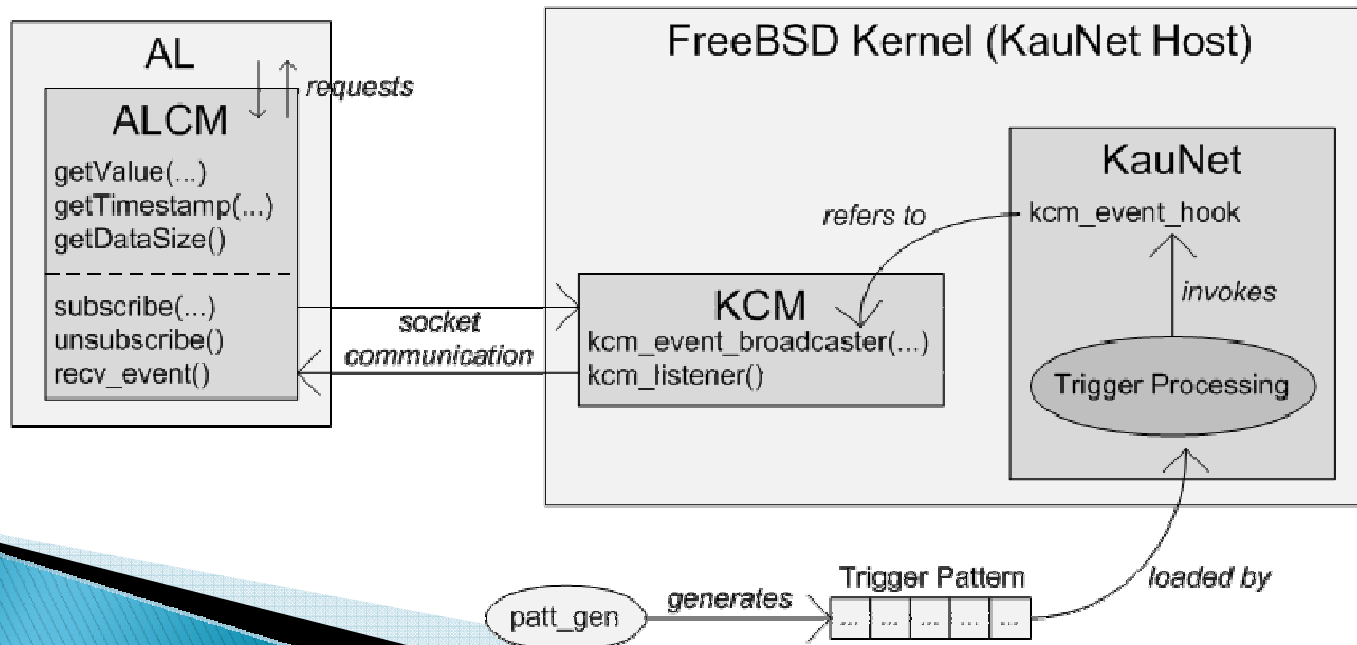 AL
requests
ALCM
getValue(...)
getTimestamp(...)
getDataSize()
subscribe(...)
unsubscribe()
recv_event()
socket
communication
FreeBSD Kernel (KauNet Host)
KauNet
kcm_event_hook
refers to
invokes
KCM
kcm_event_broadcaster(...)
kcm_listener()
Trigger Processing
loaded by
Trigger Pattern
patt_gen
generates